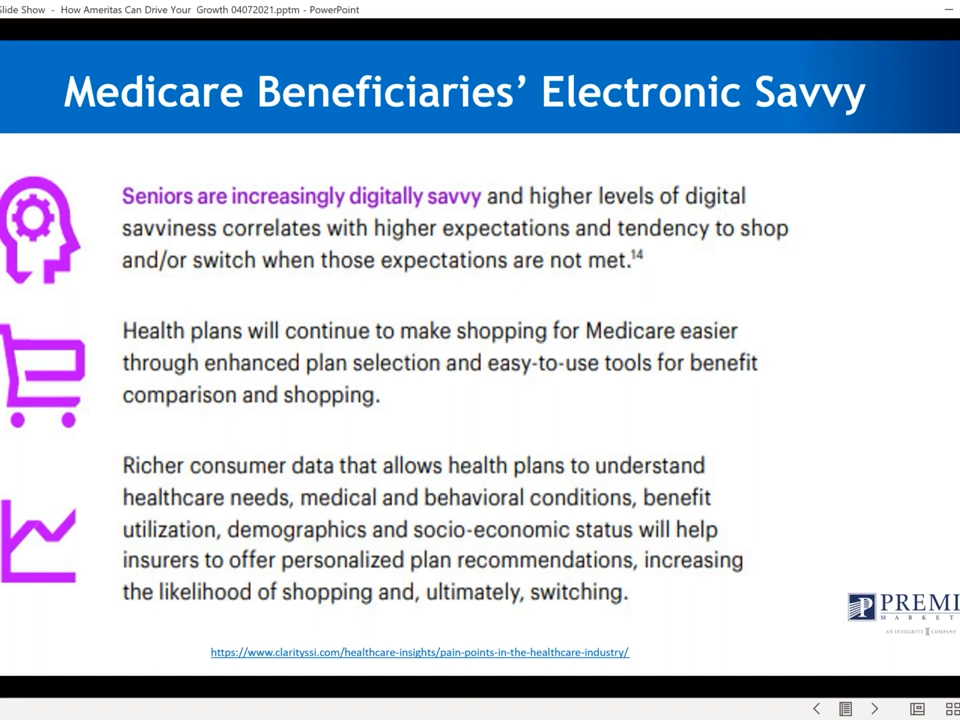 Slide Show - How Ameritas Can Drive Your Growth 04072021.pptm - PowerPoint
Medicare Beneficiaries' Electronic Savvy
Seniors are increasingly digitally savvy and higher levels of digital
savviness correlates with higher expectations and tendency to shop
and/or switch when those expectations are not met.14
Health plans will continue to make shopping for Medicare easier
through enhanced plan selection and easy-to-use tools for benefit
comparison and shopping.
Richer consumer data that allows health plans to understand
healthcare needs, medical and behavioral conditions, benefit
utilization, demographics and socio-economic status will help
insurers to offer personalized plan recommendations, increasing
the likelihood of shopping and, ultimately, switching.
PREMI
MARKET
AN INTEGRITY COMPANY
https://www.clarityssi.com/healthcare-insights/pain-points-in-the-healthcare-industry/